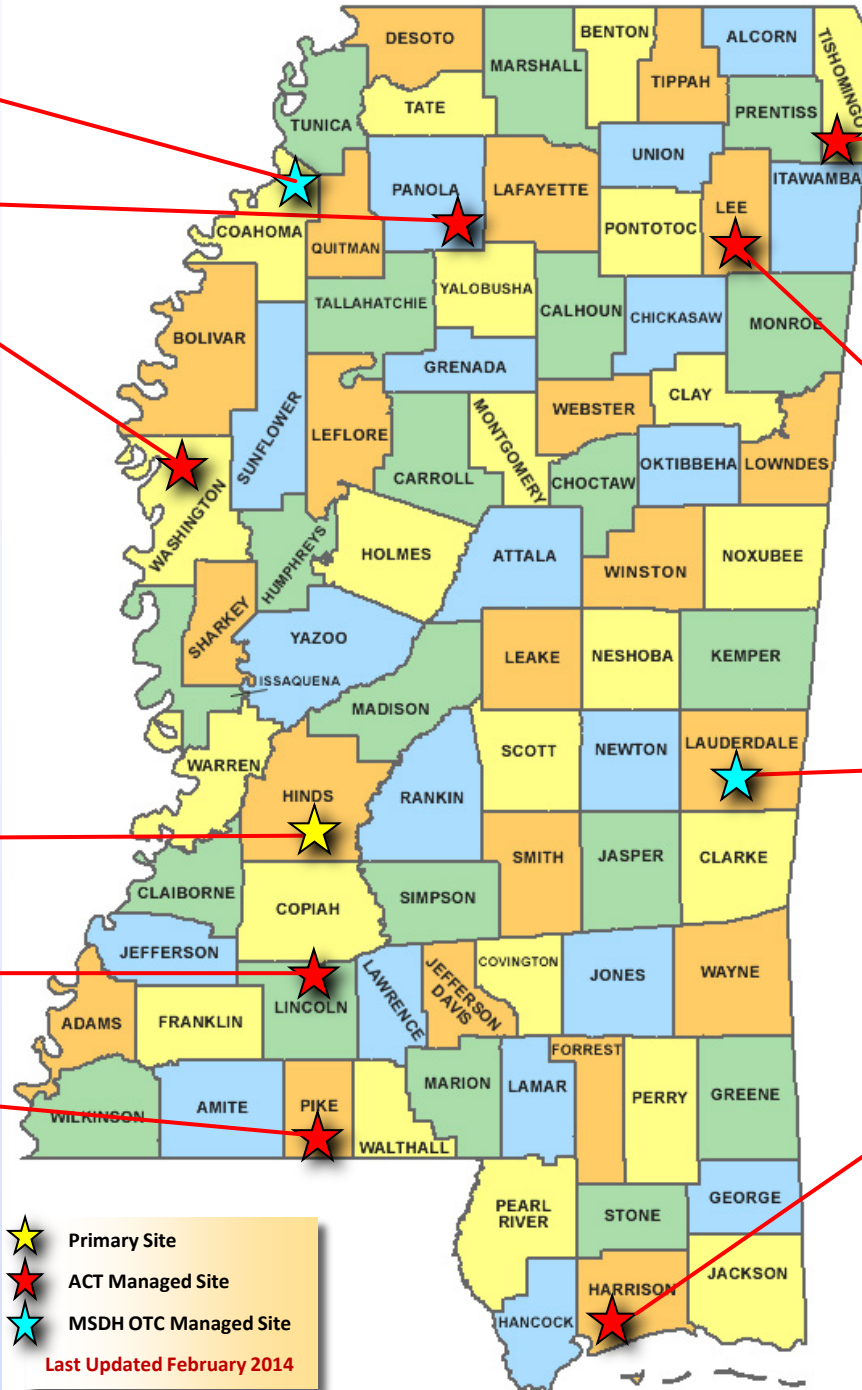 DESOTO
BENTON
ALCORN
TISHOMINGO
MARSHALL
TIPPAH
TATE
PRENTISS
TUNICA
UNION
ITAWAMBA
PANOLA
LAFAYETTE
LEE
COAHOMA
QUITMAN
PONTOTOC
YALOBUSHA
TALLAHATCHIE
CALHOUN
CHICKASAW
MONROE
BOLIVAR
GRENADA
SUNFLOWER
LEFLORE
MONTGOMERY
WEBSTER
CLAY
CARROLL
CHOCTAW
OKTIBBEHA
LOWNDES
WASHINGTON
HUMPHREYS
HOLMES
ATTALA
WINSTON
NOXUBEE
SHARKEY
YAZOO
ISSAQUENA
LEAKE
NESHOBA
KEMPER
MADISON
WARREN
HINDS
RANKIN
SCOTT
NEWTON
LAUDERDALE
SMITH
JASPER
CLARKE
CLAIBORNE
COPIAH
SIMPSON
JEFFERSON
LINCOLN
LAWRENCE
JEFFERSON
DAVIS
COVINGTON
JONES
WAYNE
ADAMS
FRANKLIN
FORREST
WILKINSON
AMITE
PIKE
WALTHALL
MARION
LAMAR
PERRY
GREENE
PEARL
RIVER
STONE
GEORGE
HANCOCK
HARRISON
JACKSON
Primary Site
ACT Managed Site
MSDH OTC Managed Site
Last Updated February 2014